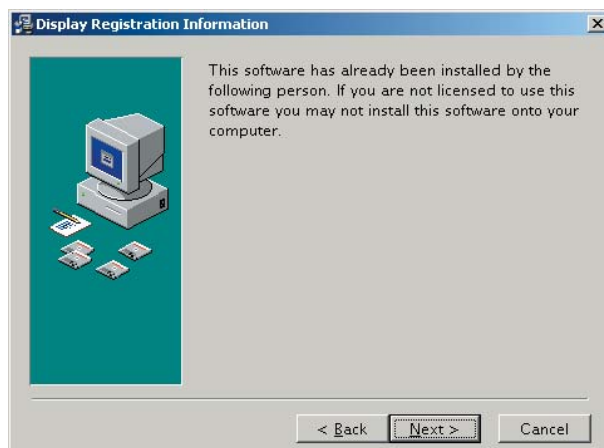 Display Registration Information
This software has already been installed by the
following person. If you are not licensed to use this
software you may not install this software onto your
computer.
< Back
Next >
Cancel